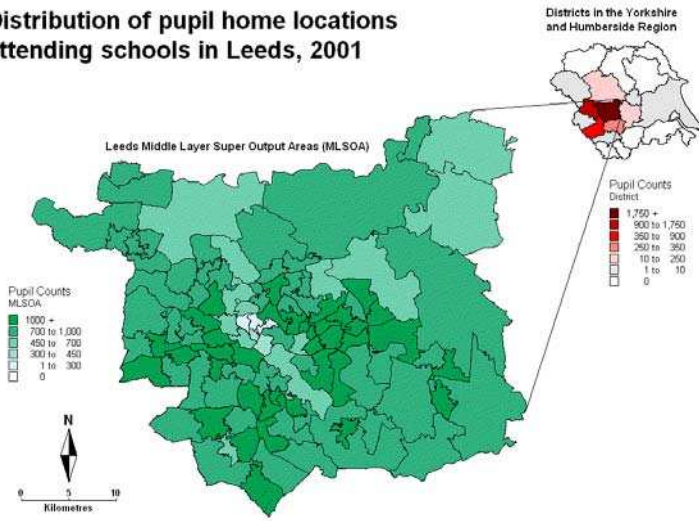 Distribution of pupil home locations
attending schools in Leeds, 2001
Districts in the Yorkshire
and Humberside Region
Leeds Middle Layer Super Output Areas (MLSOA)
Pupil Counts
District
1,750 +
900 to 1,750
350 to 900
250 to 350
10 to 250
1 to 10
0
Pupil Counts
MLSOA
1000 +
700 to 1,000
450 to 700
300 to 450
1 to 300
0
N
0 5 10
Kilometres